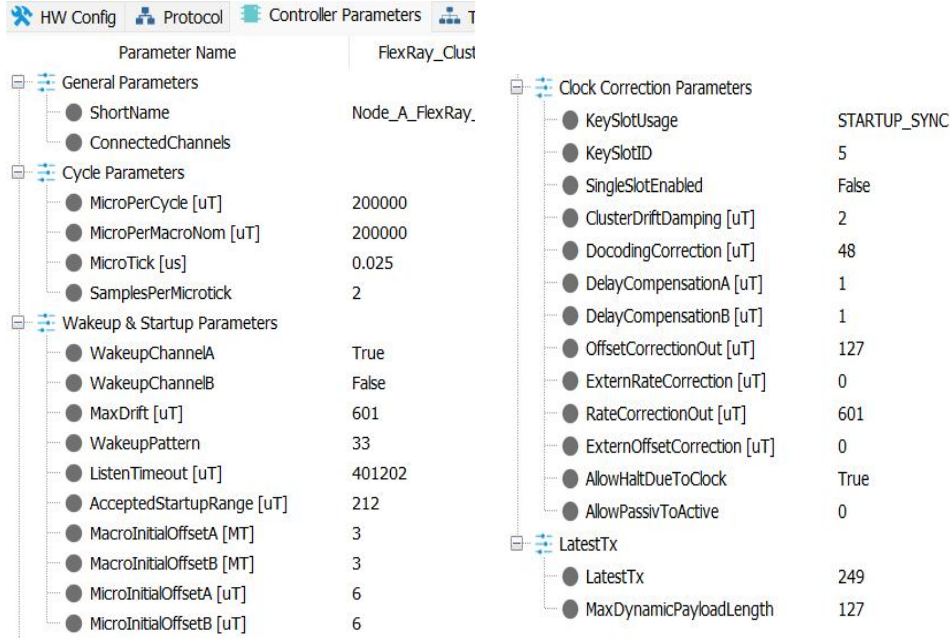 HW Config Protocol Controller Parameters T
Parameter Name FlexRay_Clust
General Parameters
ShortName Node_A_FlexRay_
ConnectedChannels
Cycle Parameters
MicroPerCycle [uT] 200000
MicroPerMacroNom [uT] 200000
MicroTick [us] 0.025
SamplesPerMicrotick 2
Wakeup & Startup Parameters
WakeupChannelA True
WakeupChannelB False
MaxDrift [uT] 601
WakeupPattern 33
ListenTimeout [uT] 401202
AcceptedStartupRange [uT] 212
MacroInitialOffsetA [MT] 3
MacroInitialOffsetB [MT] 3
MicroInitialOffsetA [uT] 6
MicroInitialOffsetB [uT] 6
Clock Correction Parameters
KeySlotUsage STARTUP_SYNC
KeySlotID 5
SingleSlotEnabled False
ClusterDriftDamping [uT] 2
DocodingCorrection [uT] 48
DelayCompensationA [uT] 1
DelayCompensationB [uT] 1
OffsetCorrectionOut [uT] 127
ExternRateCorrection [uT] 0
RateCorrectionOut [uT] 601
ExternOffsetCorrection [uT] 0
AllowHaltDueToClock True
AllowPassivToActive 0
LatestTx
LatestTx 249
MaxDynamicPayloadLength 127